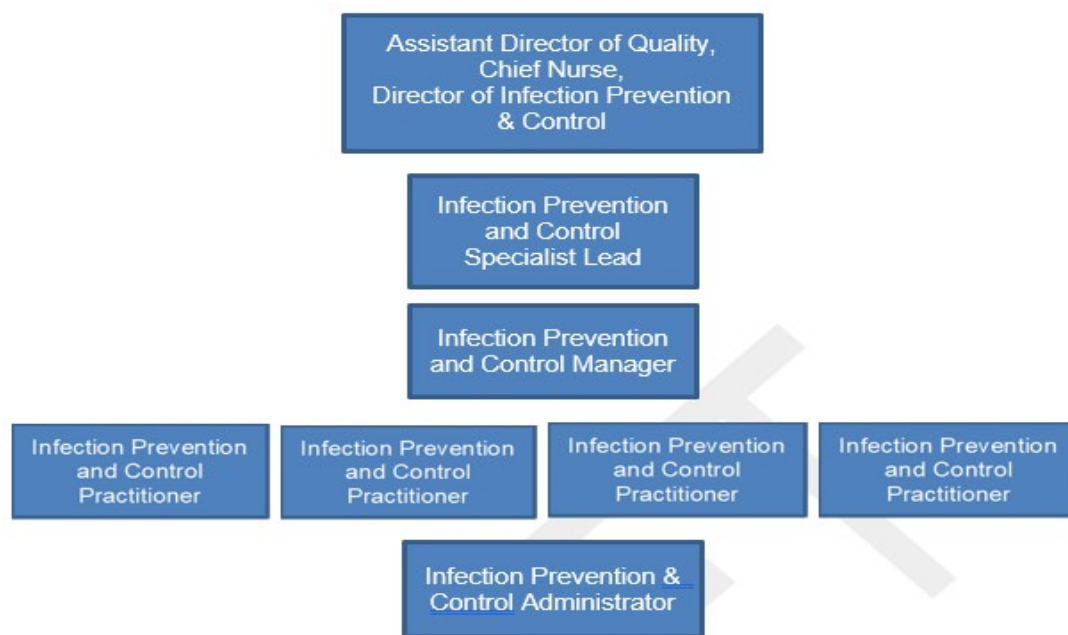 Assistant Director of Quality,
Chief Nurse,
Director of Infection Prevention
& Control
Infection Prevention
and Control
Specialist Lead
Infection Prevention
and Control Manager
Infection Prevention
and Control
Practitioner
Infection Prevention
and Control
Practitioner
Infection Prevention
and Control
Practitioner
Infection Prevention
and Control
Practitioner
Infection Prevention &
Control Administrator